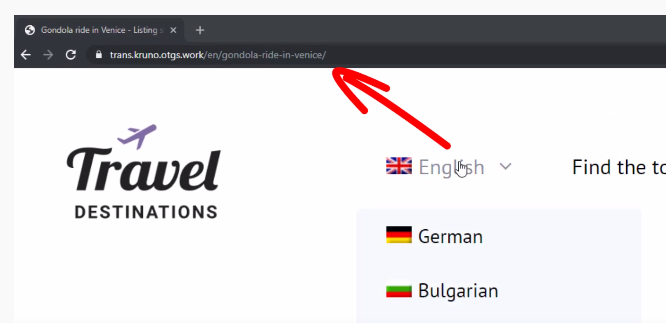 Gondola ride in Venice - Listing
trans.kruno.otgs.work/en/gondola-ride-in-venice/
Travel
DESTINATIONS
English
Find the to
German
Bulgarian